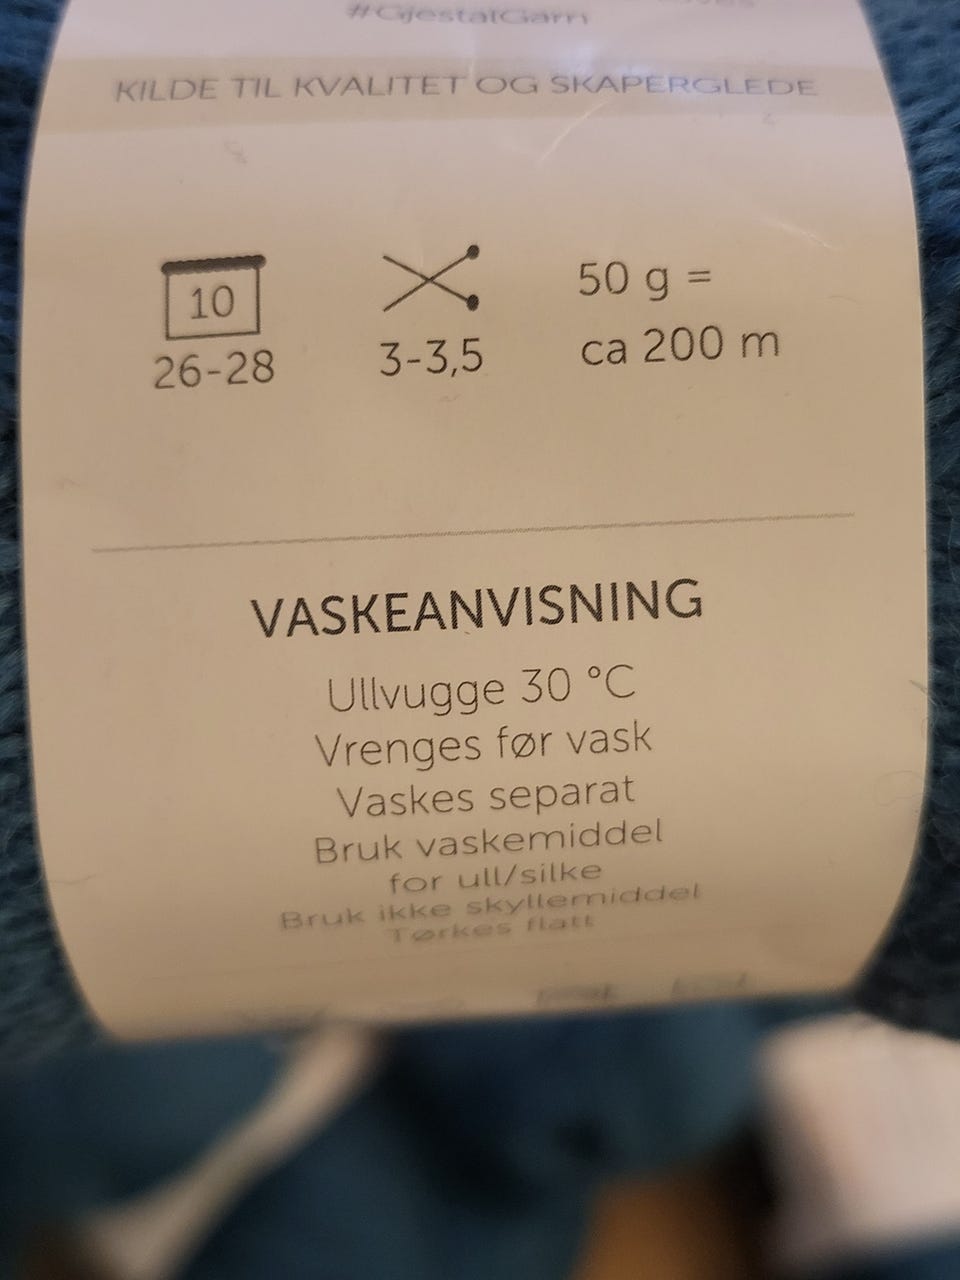 #GjestalGarn
KILDE TIL KVALITET OG SKAPERGLEDE
10
26-28
3-3,5
50 g =
ca 200 m
VASKEANVISNING
Ullvugge 30 °C
Vrenges før vask
Vaskes separat
Bruk vaskemiddel
for ull/silke
Bruk ikke skyllemiddel
Tørkes flatt